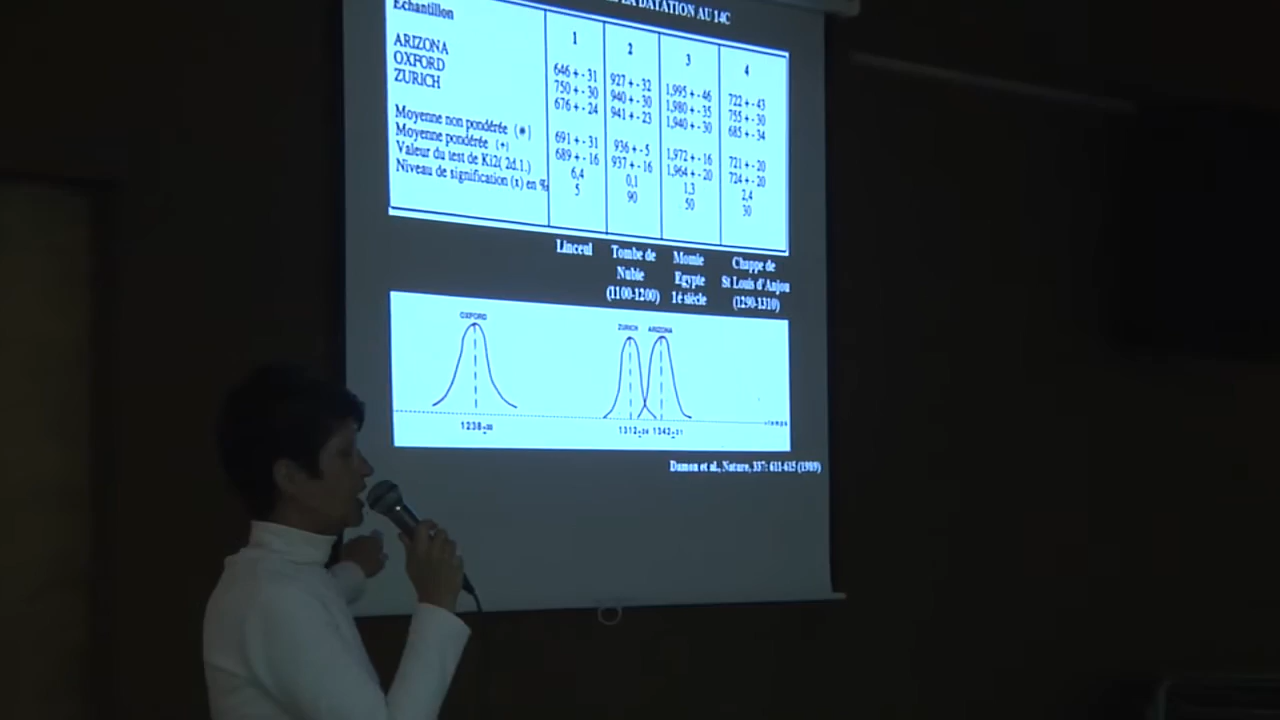 LA DATATION AU 14C
Echantillon 1 2 3 4
ARIZONA 646 +- 31 927 +- 32 1,995 +- 46 722 +- 43
OXFORD 750 +- 30 940 +- 30 1,980 +- 35 755 +- 30
ZURICH 676 +- 24 941 +- 23 1,940 +- 30 685 +- 34
Moyenne non pondérée (*) 691 +- 31 936 +- 5 1,972 +- 16 721 +- 20
Moyenne pondérée (+) 689 +- 16 937 +- 16 1,964 +- 20 724 +- 20
Valeur du test de Ki2( 2d.l.) 6,4 0,1 1,3 2,4
Niveau de signification (x) en % 5 90 50 30
Linceul Tombe de Momie Chappe de
Nubie Egypte St Louis d'Anjou
(1100-1200) 1é siècle (1290-1310)
OXFORD ZURICH ARIZONA
1238 1312 1342 ±31
temps
Damon et al., Nature, 337: 611-615 (1989)